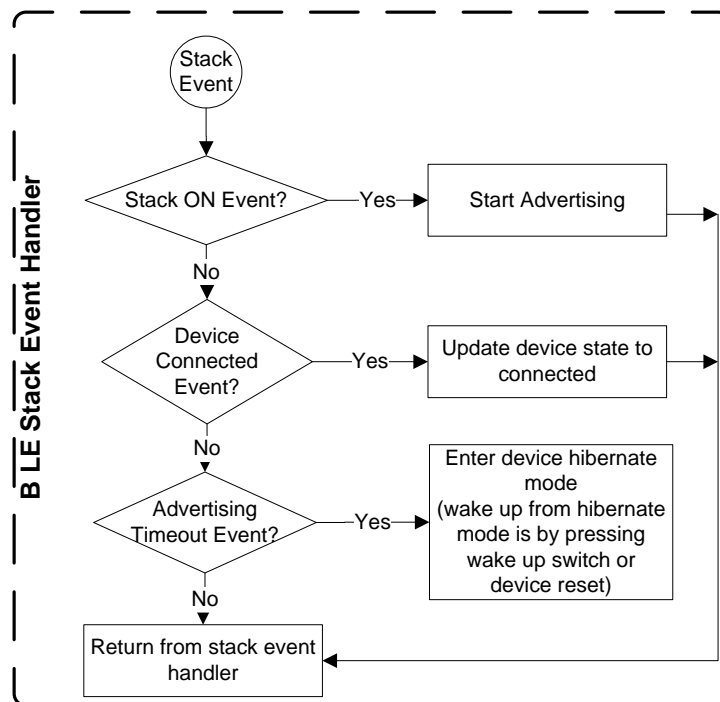 B LE Stack Event Handler
Stack
Event
Stack ON Event?
Yes
Start Advertising
No
Device
Connected
Event?
Yes
Update device state to
connected
No
Advertising
Timeout Event?
Yes
Enter device hibernate
mode
(wake up from hibernate
mode is by pressing
wake up switch or
device reset)
No
Return from stack event
handler